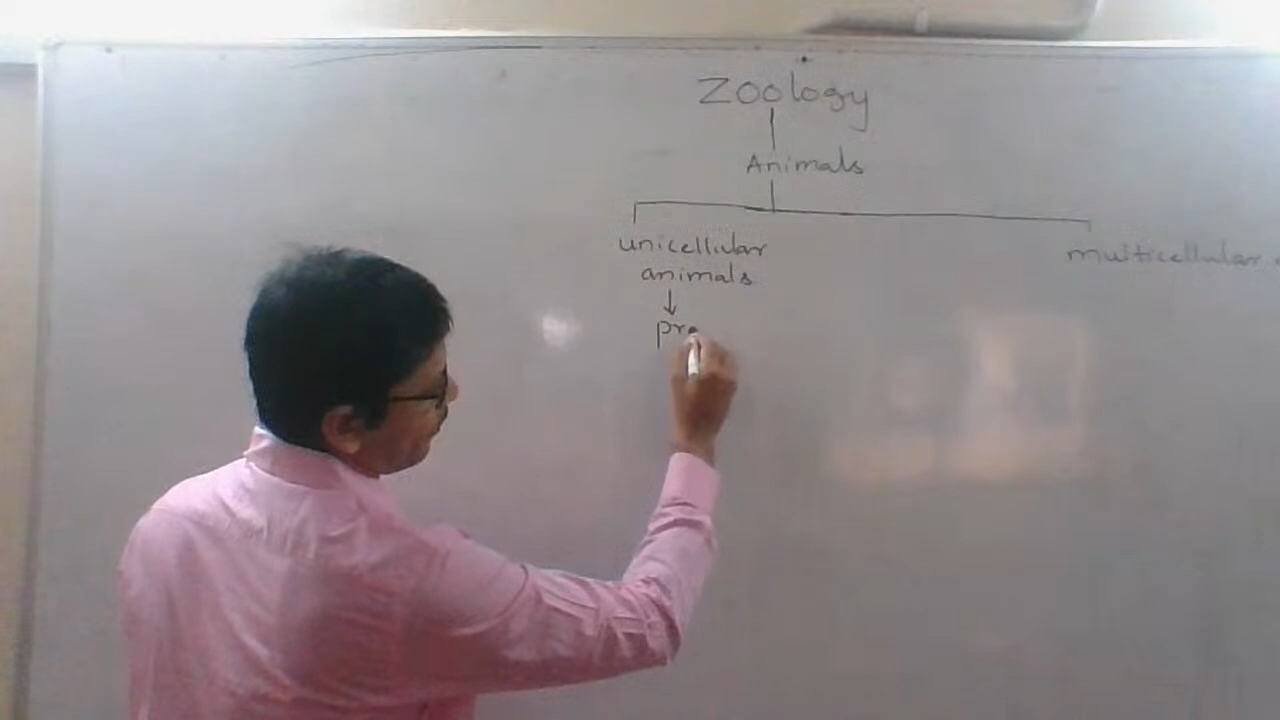 Zoology
Animals
unicellular
animals
multicellular
pr